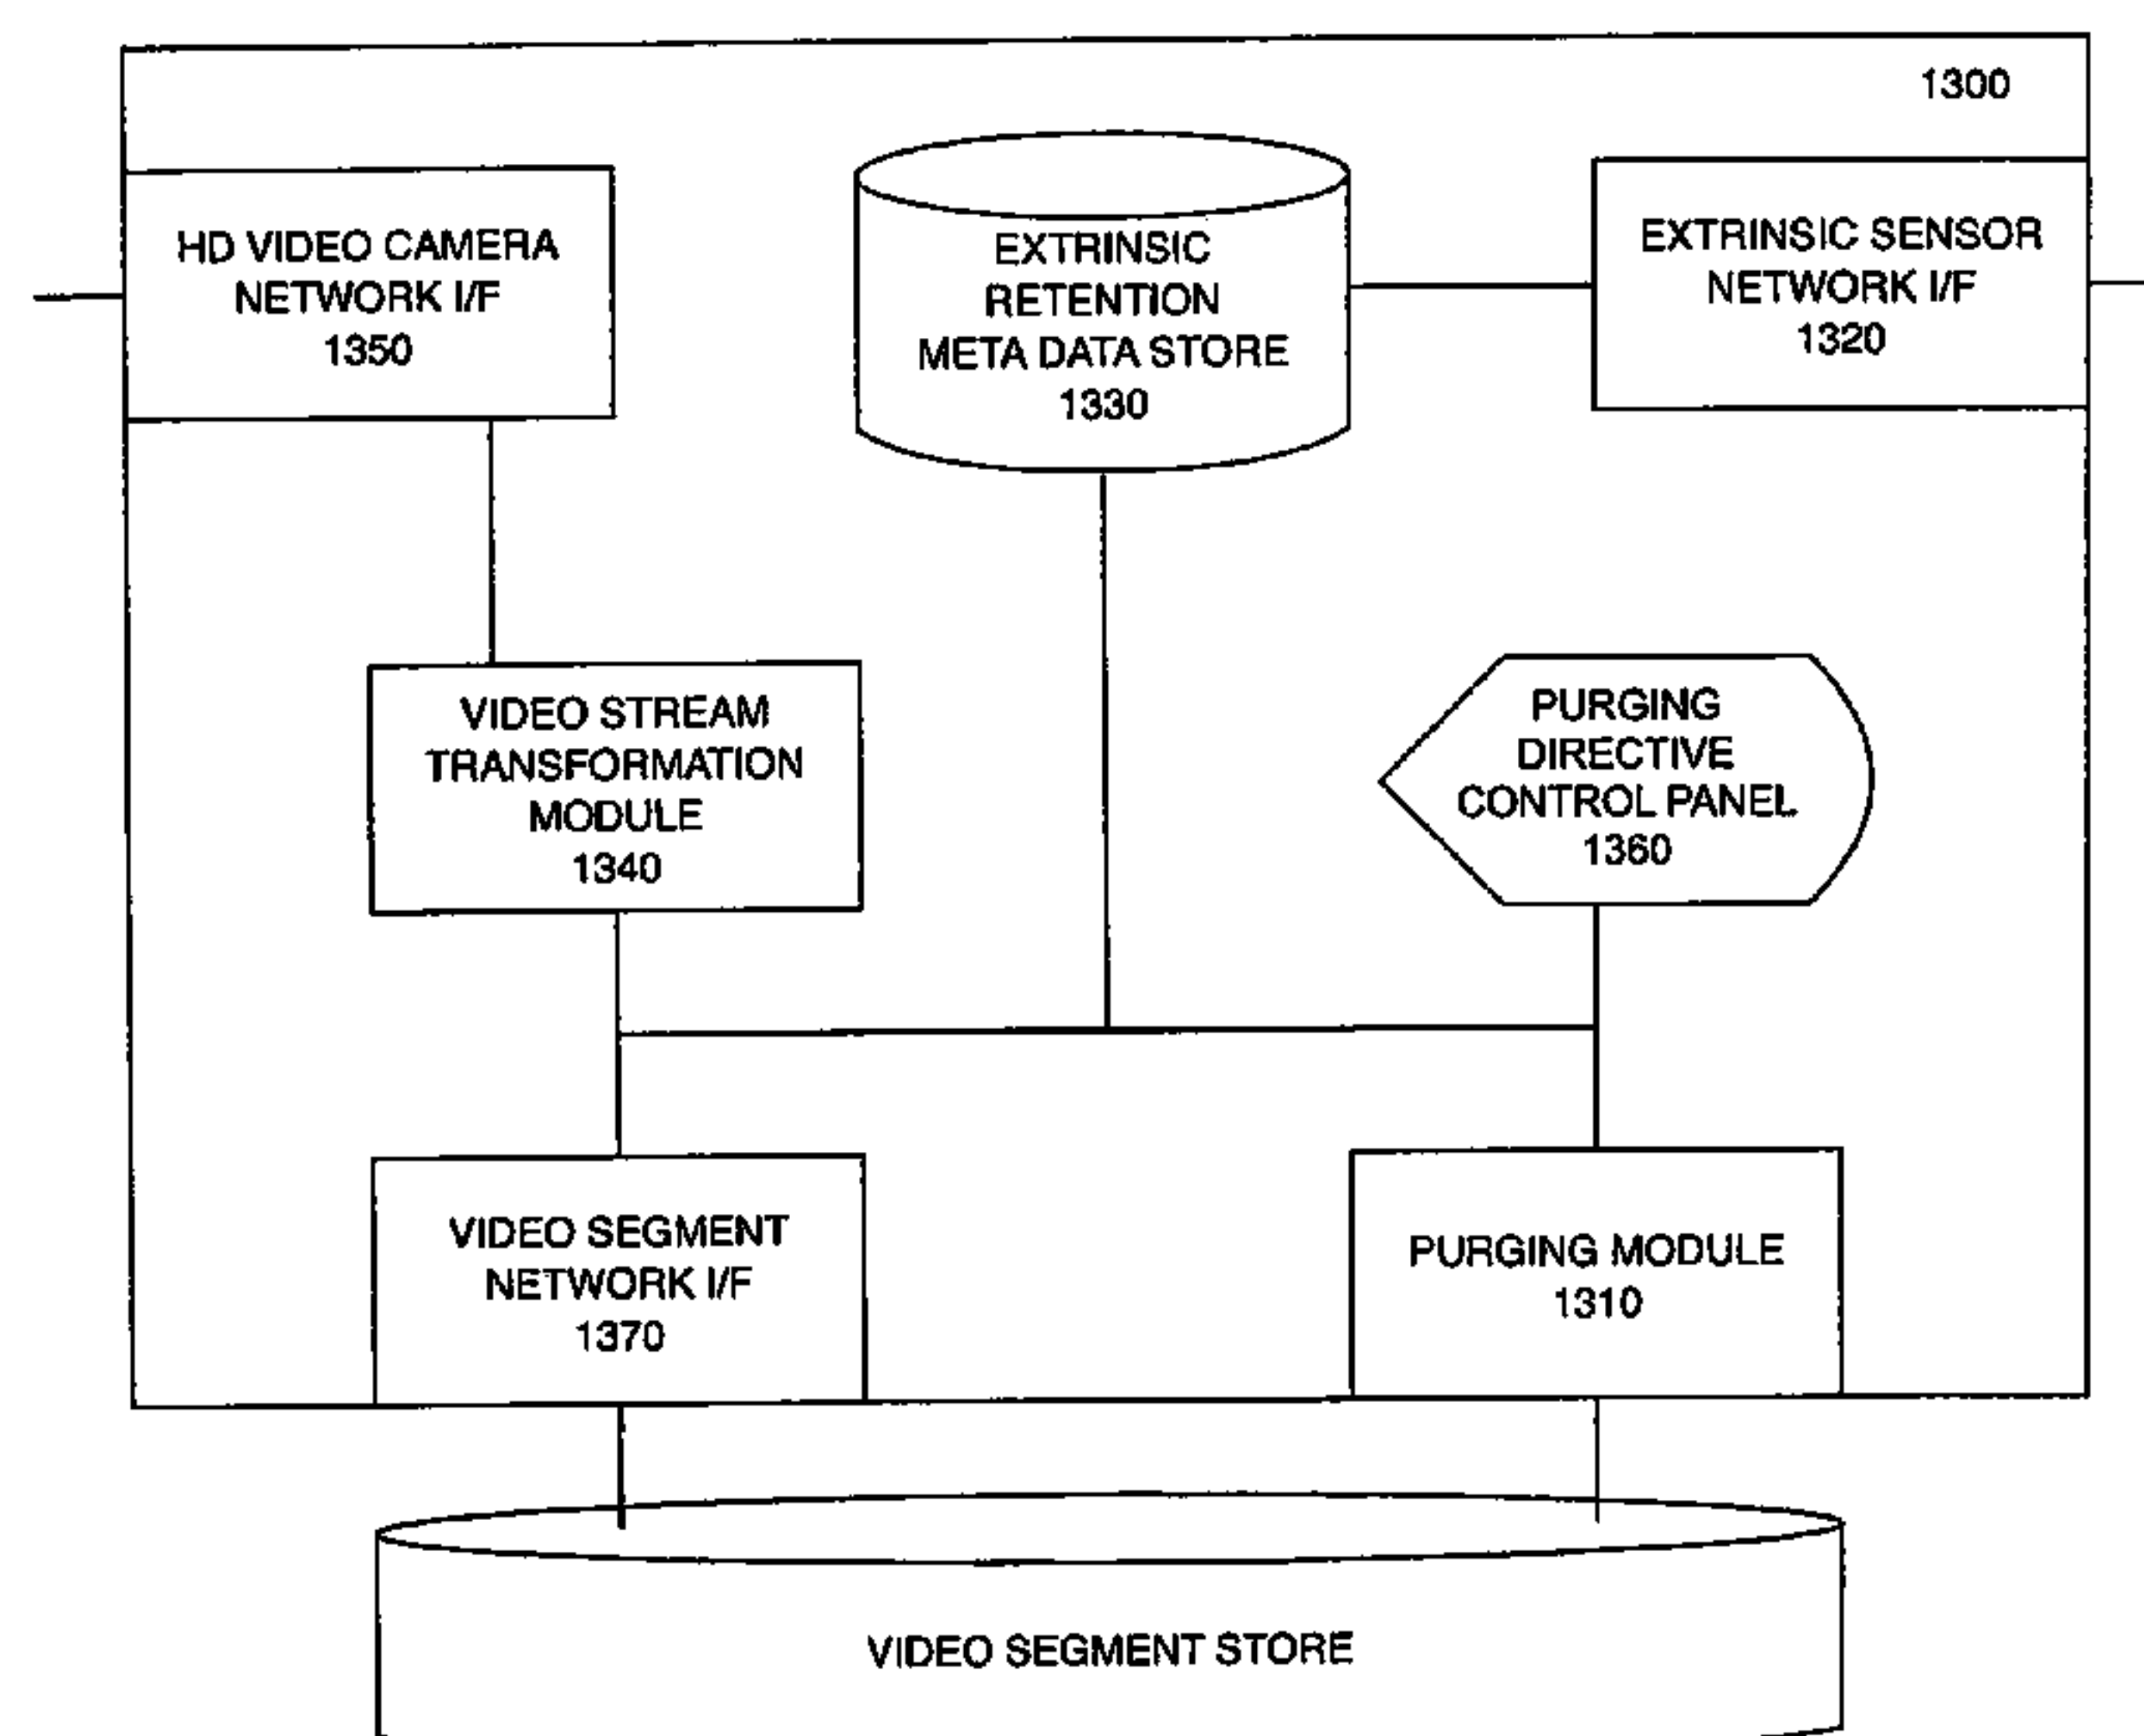 1300
HD VIDEO CAMERA
NETWORK I/F
1350
EXTRINSIC
RETENTION
META DATA STORE
1330
EXTRINSIC SENSOR
NETWORK I/F
1320
VIDEO STREAM
TRANSFORMATION
MODULE
1340
PURGING
DIRECTIVE
CONTROL PANEL
1360
VIDEO SEGMENT
NETWORK I/F
1370
PURGING MODULE
1310
VIDEO SEGMENT STORE